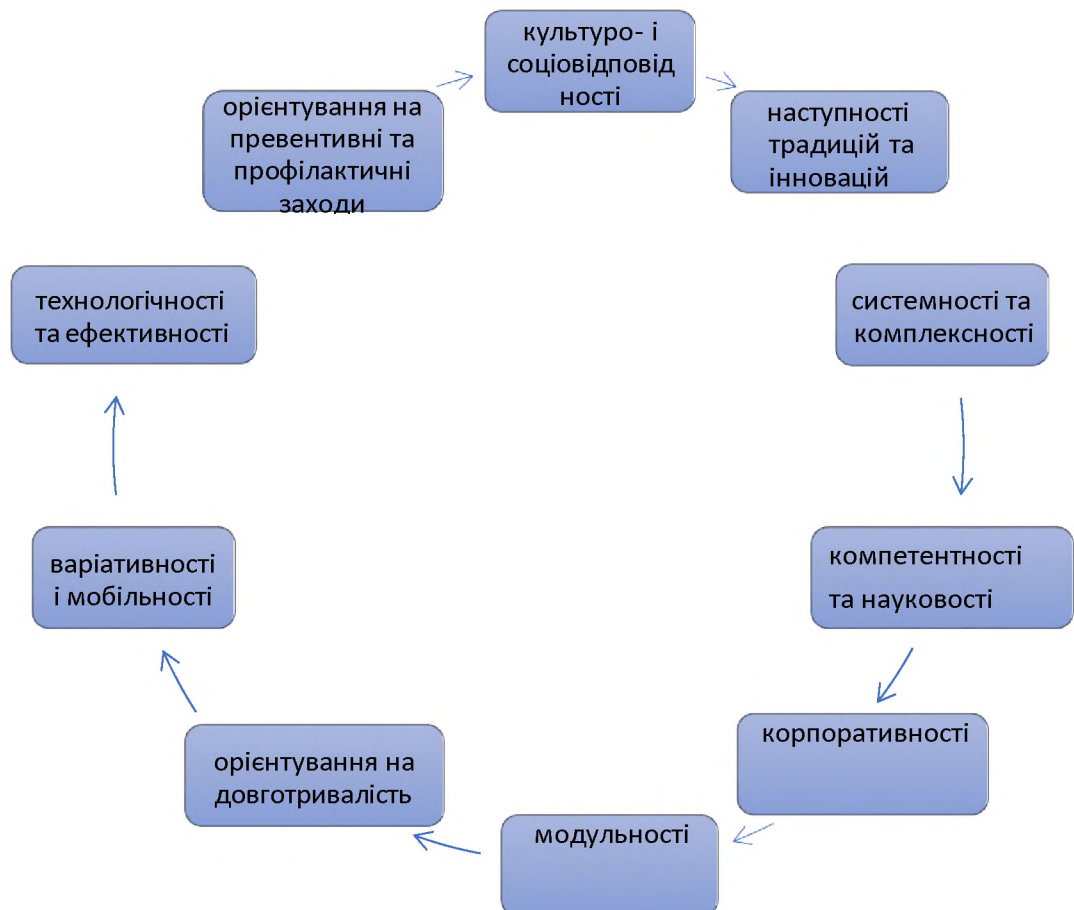 культуро- і
соціовідповід
ності
наступності
традицій та
інновацій
системності та
комплексності
компетентності
та науковості
корпоративності
модульності
орієнтування на
довготривалість
варіативності
і мобільності
технологічності
та ефективності
орієнтування на
превентивні та
профілактичні
заходи